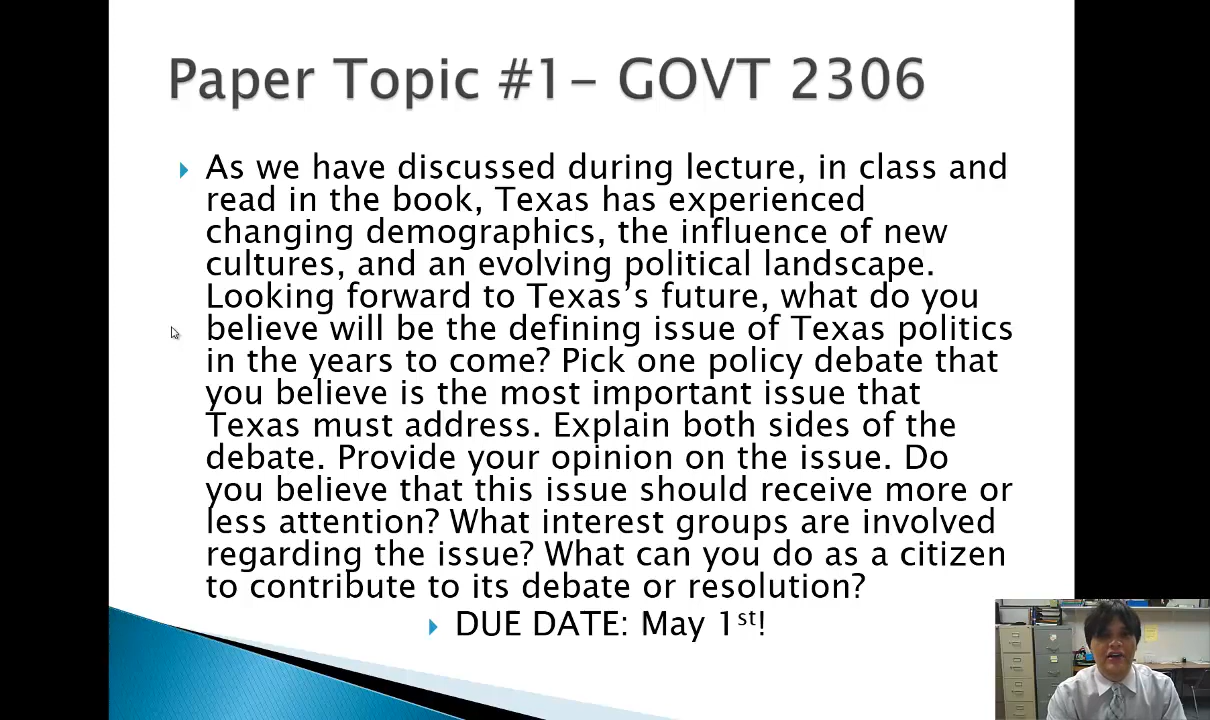 Paper Topic #1- GOVT 2306
As we have discussed during lecture, in class and
read in the book, Texas has experienced
changing demographics, the influence of new
cultures, and an evolving political landscape.
Looking forward to Texas's future, what do you
believe will be the defining issue of Texas politics
in the years to come? Pick one policy debate that
you believe is the most important issue that
Texas must address. Explain both sides of the
debate. Provide your opinion on the issue. Do
you believe that this issue should receive more or
less attention? What interest groups are involved
regarding the issue? What can you do as a citizen
to contribute to its debate or resolution?
DUE DATE: May 1st!